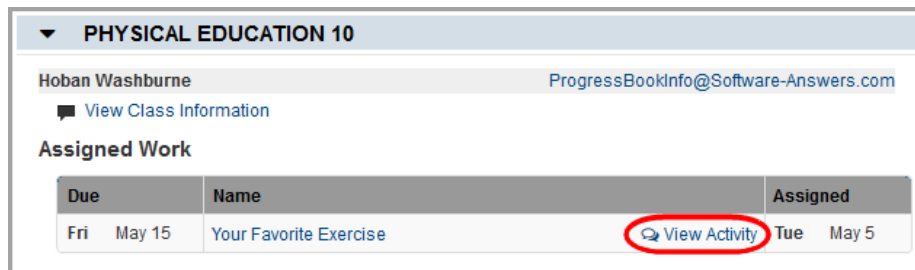 PHYSICAL EDUCATION 10
Hoban Washburne ProgressBookInfo@Software-Answers.com
View Class Information
Assigned Work
Due Name Assigned
Fri May 15 Your Favorite Exercise View Activity Tue May 5